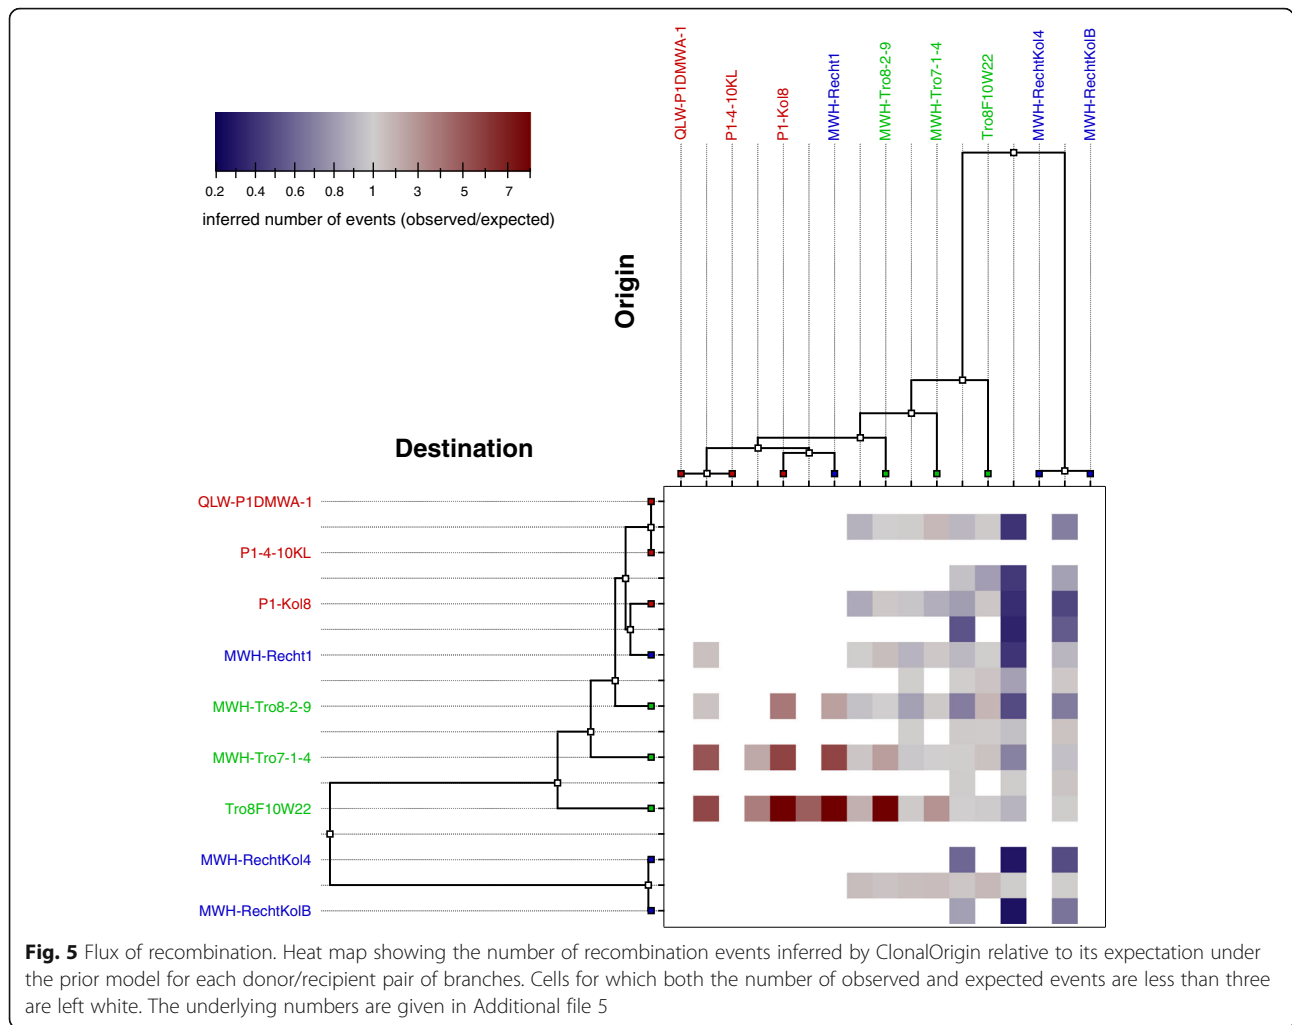 QLW-P1DMWA-1
P1-4-10KL
P1-Kol8
MWH-Recht1
MWH-Tro8-2-9
MWH-Tro7-1-4
Tro8F10W22
MWH-RechtKol4
MWH-RechtKolB
0.2 0.4 0.6 0.8 1 3 5 7
inferred number of events (observed/expected)
Origin
Destination
QLW-P1DMWA-1
P1-4-10KL
P1-Kol8
MWH-Recht1
MWH-Tro8-2-9
MWH-Tro7-1-4
Tro8F10W22
MWH-RechtKol4
MWH-RechtKolB
Fig. 5 Flux of recombination. Heat map showing the number of recombination events inferred by ClonalOrigin relative to its expectation under
the prior model for each donor/recipient pair of branches. Cells for which both the number of observed and expected events are less than three
are left white. The underlying numbers are given in Additional file 5